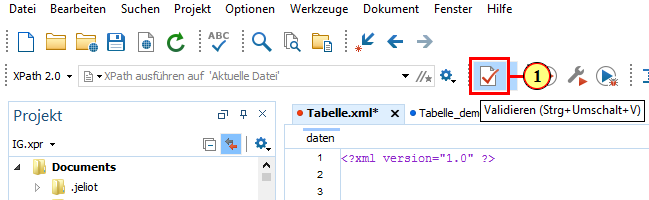 Datei Bearbeiten Suchen Projekt Optionen Werkzeuge Dokument Fenster Hilfe
ABC
XPath 2.0 XPath ausführen auf 'Aktuelle Datei'
1
Validieren (Strg+Umschalt+V)
Projekt
Tabelle.xml* Tabelle_dem
IG.xpr
daten
Documents
.jeliot
1 <?xml version="1.0" ?>
2
3